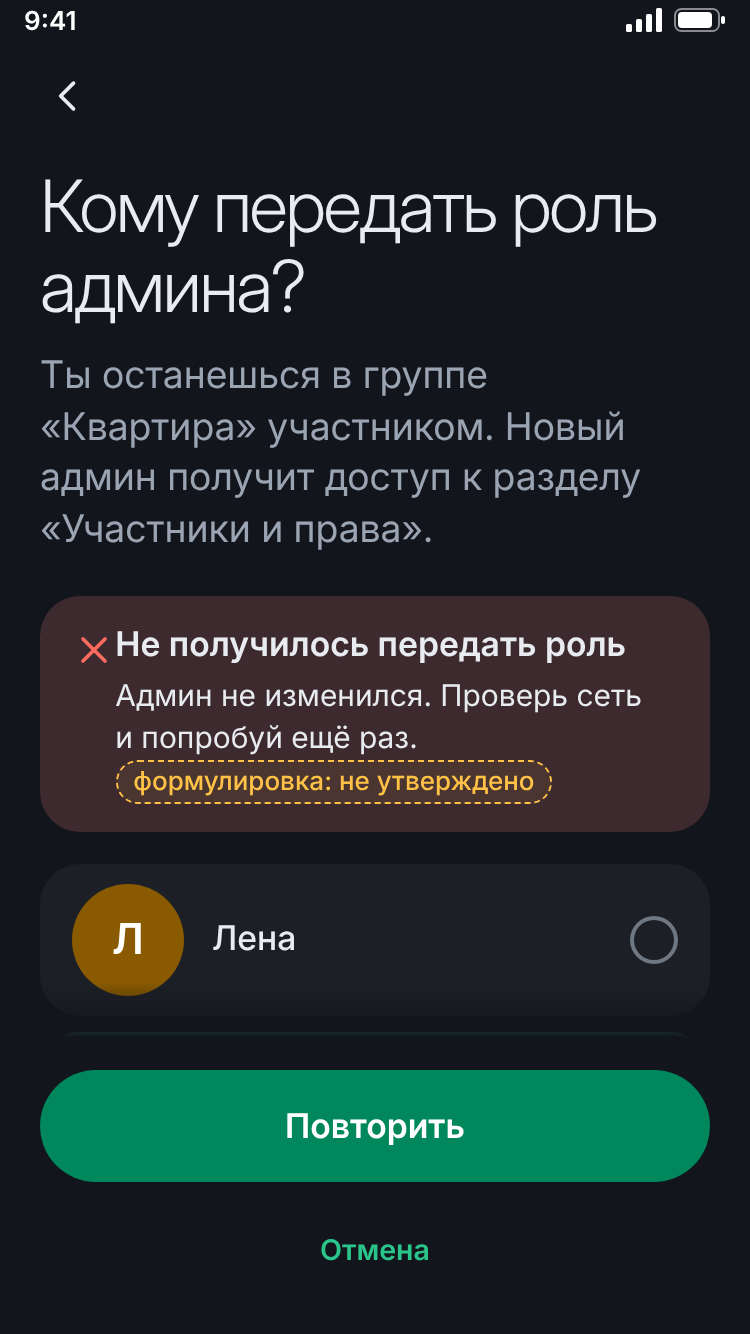 9:41
Кому передать роль
админа?
Ты останешься в группе
«Квартира» участником. Новый
админ получит доступ к разделу
«Участники и права».
Не получилось передать роль
Админ не изменился. Проверь сеть
и попробуй ещё раз.
формулировка: не утверждено
Л
Лена
Повторить
Отмена